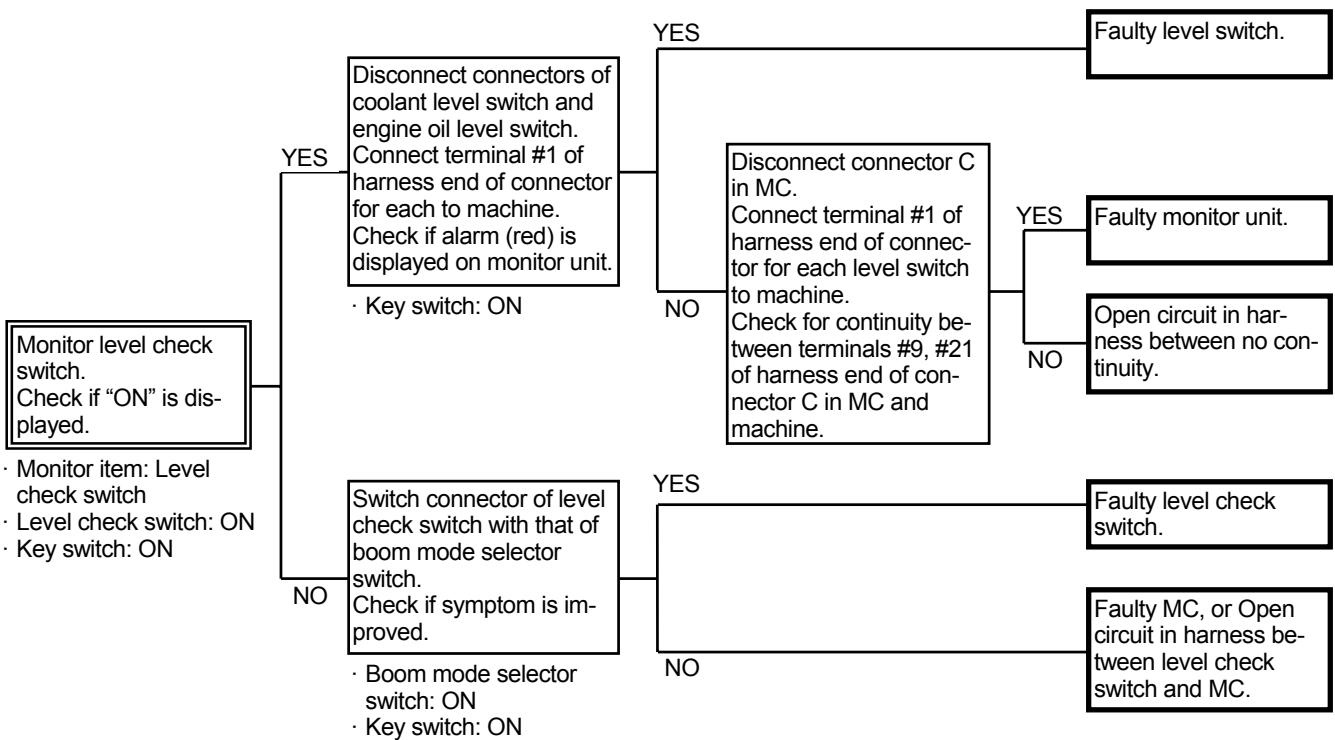 Monitor level check
switch.
Check if “ON” is dis-
played.
· Monitor item: Level
check switch
· Level check switch: ON
· Key switch: ON
YES
Disconnect connectors of
coolant level switch and
engine oil level switch.
Connect terminal #1 of
harness end of connector
for each to machine.
Check if alarm (red) is
displayed on monitor unit.
· Key switch: ON
YES
Faulty level switch.
NO
Disconnect connector C
in MC.
Connect terminal #1 of
harness end of connec-
tor for each level switch
to machine.
Check for continuity be-
tween terminals #9, #21
of harness end of con-
nector C in MC and
machine.
YES
Faulty monitor unit.
NO
Open circuit in har-
ness between no con-
tinuity.
NO
Switch connector of level
check switch with that of
boom mode selector
switch.
Check if symptom is im-
proved.
· Boom mode selector
switch: ON
· Key switch: ON
YES
Faulty level check
switch.
NO
Faulty MC, or Open
circuit in harness be-
tween level check
switch and MC.